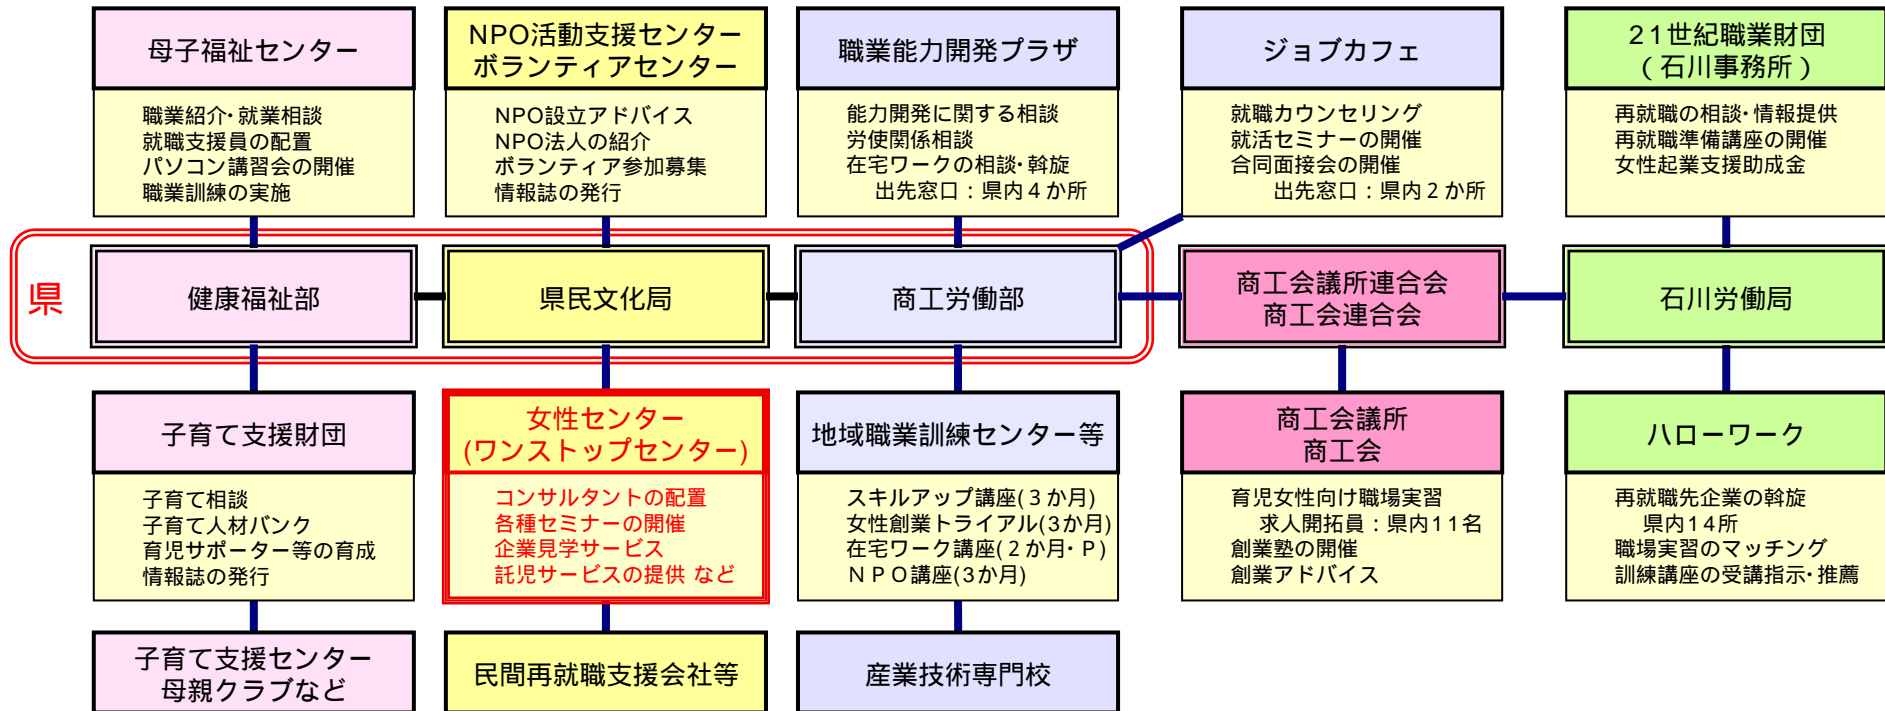 母子福祉センター
職業紹介・就業相談
就職支援員の配置
パソコン講習会の開催
職業訓練の実施
NPO活動支援センター
ボランティアセンター
NPO設立アドバイス
NPO法人の紹介
ボランティア参加募集
情報誌の発行
職業能力開発プラザ
能力開発に関する相談
労使関係相談
在宅ワークの相談・斡旋
出先窓口：県内４か所
ジョブカフェ
就職カウンセリング
就活セミナーの開催
合同面接会の開催
出先窓口：県内２か所
21世紀職業財団
（石川事務所）
再就職の相談・情報提供
再就職準備講座の開催
女性起業支援助成金
県
健康福祉部
県民文化局
商工労働部
商工会議所連合会
商工会連合会
石川労働局
子育て支援財団
子育て相談
子育て人材バンク
育児サポーター等の育成
情報誌の発行
女性センター
(ワンストップセンター)
コンサルタントの配置
各種セミナーの開催
企業見学サービス
託児サービスの提供 など
地域職業訓練センター等
スキルアップ講座(３か月)
女性創業トライアル(3か月)
在宅ワーク講座(２か月・Ｐ)
ＮＰＯ講座(3か月)
商工会議所
商工会
育児女性向け職場実習
求人開拓員：県内11名
創業塾の開催
創業アドバイス
ハローワーク
再就職先企業の斡旋
県内14所
職場実習のマッチング
訓練講座の受講指示・推薦
子育て支援センター
母親クラブなど
民間再就職支援会社等
産業技術専門校